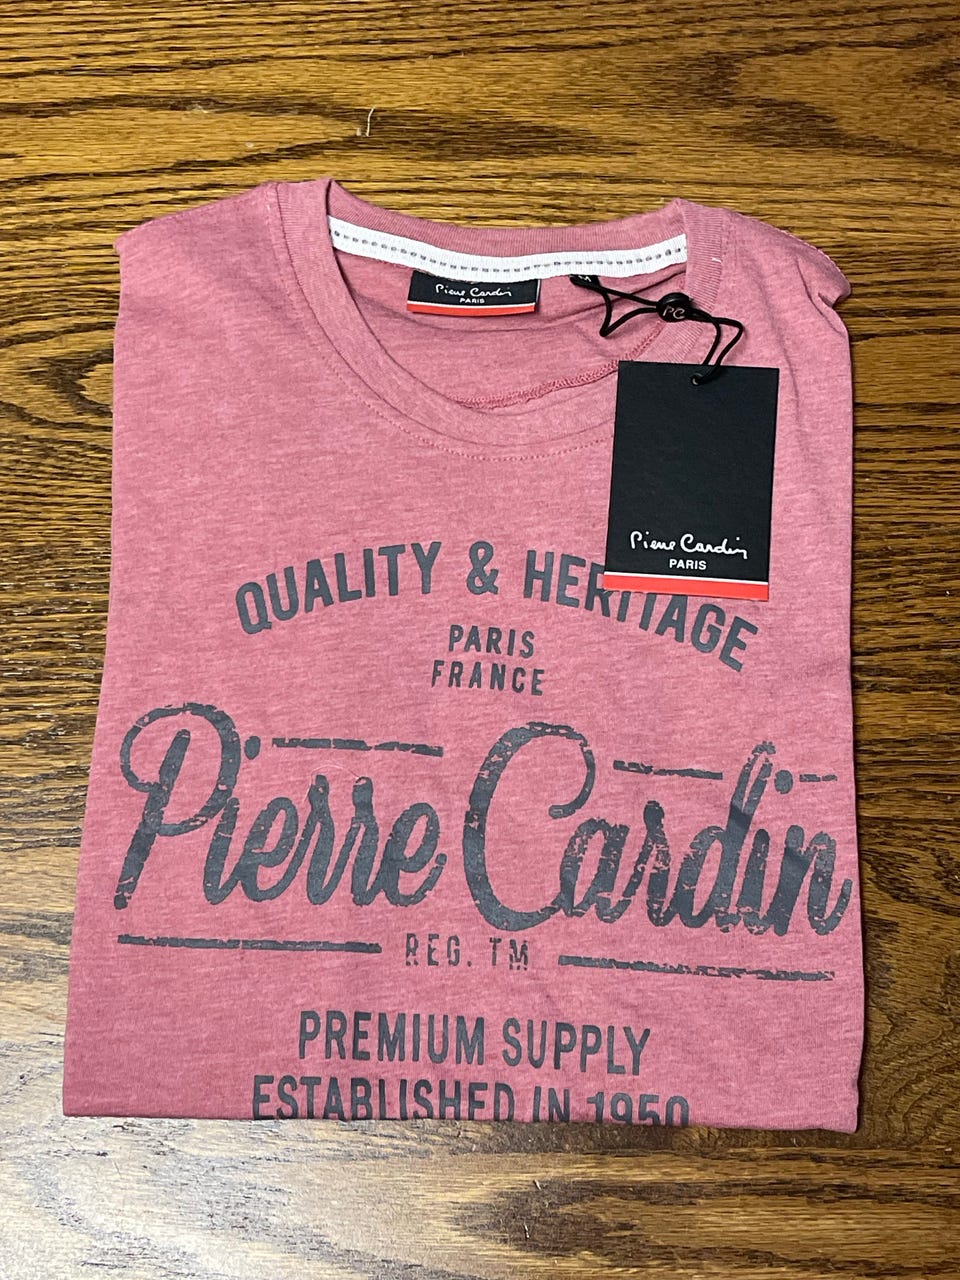 Pierre Cardin
PARIS
PC
Pierre Cardin
PARIS
QUALITY & HERITAGE
PARIS
FRANCE
Pierre Cardin
REG. TM
PREMIUM SUPPLY
ESTABLISHED IN 1950